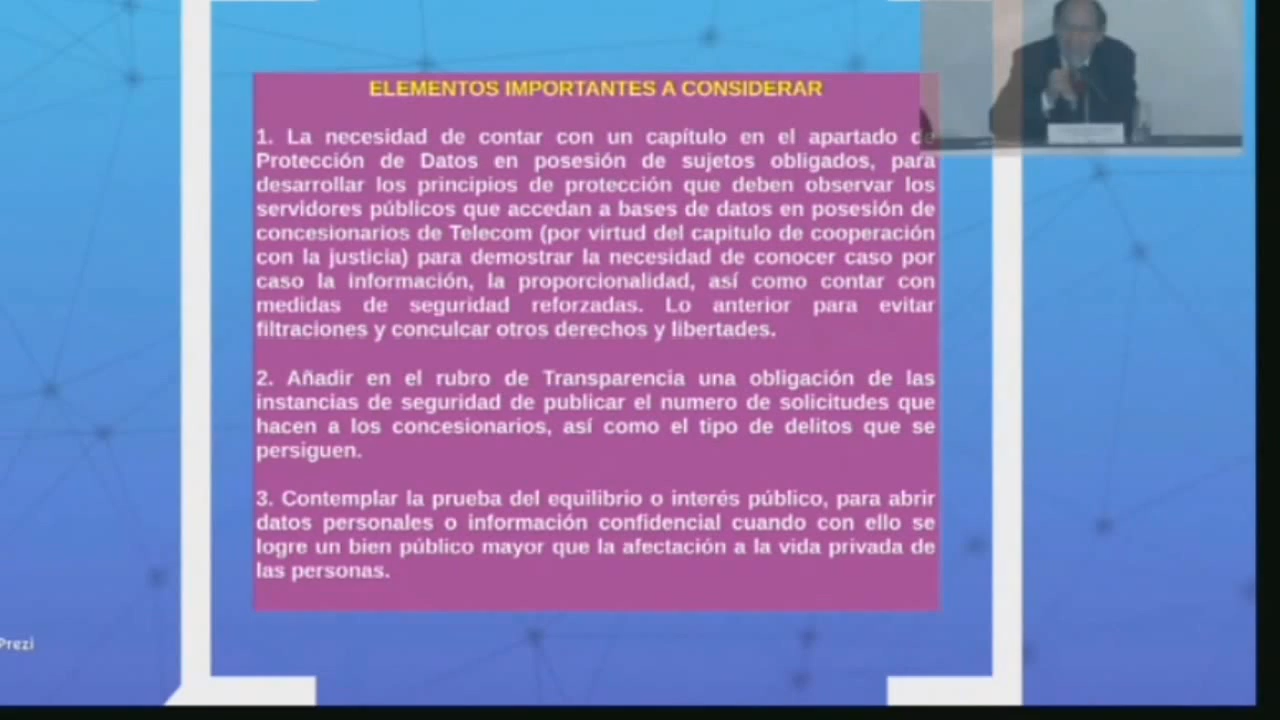 ELEMENTOS IMPORTANTES A CONSIDERAR
1. La necesidad de contar con un capítulo en el apartado de
Protección de Datos en posesión de sujetos obligados, para
desarrollar los principios de protección que deben observar los
servidores públicos que accedan a bases de datos en posesión de
concesionarios de Telecom (por virtud del capitulo de cooperación
con la justicia) para demostrar la necesidad de conocer caso por
caso la información, la proporcionalidad, así como contar con
medidas de seguridad reforzadas. Lo anterior para evitar
filtraciones y conculcar otros derechos y libertades.
2. Añadir en el rubro de Transparencia una obligación de las
instancias de seguridad de publicar el numero de solicitudes que
hacen a los concesionarios, así como el tipo de delitos que se
persiguen.
3. Contemplar la prueba del equilibrio o interés público, para abrir
datos personales o información confidencial cuando con ello se
logre un bien público mayor que la afectación a la vida privada de
las personas.
Prezi